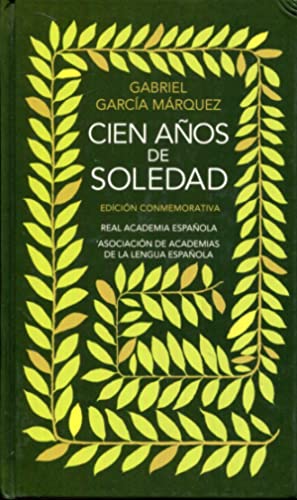 GABRIEL
GARCÍA MÁRQUEZ
CIEN AÑOS
DE
SOLEDAD
EDICIÓN CONMEMORATIVA
REAL ACADEMIA ESPAÑOLA
ASOCIACIÓN DE ACADEMIAS
DE LA LENGUA ESPAÑOLA